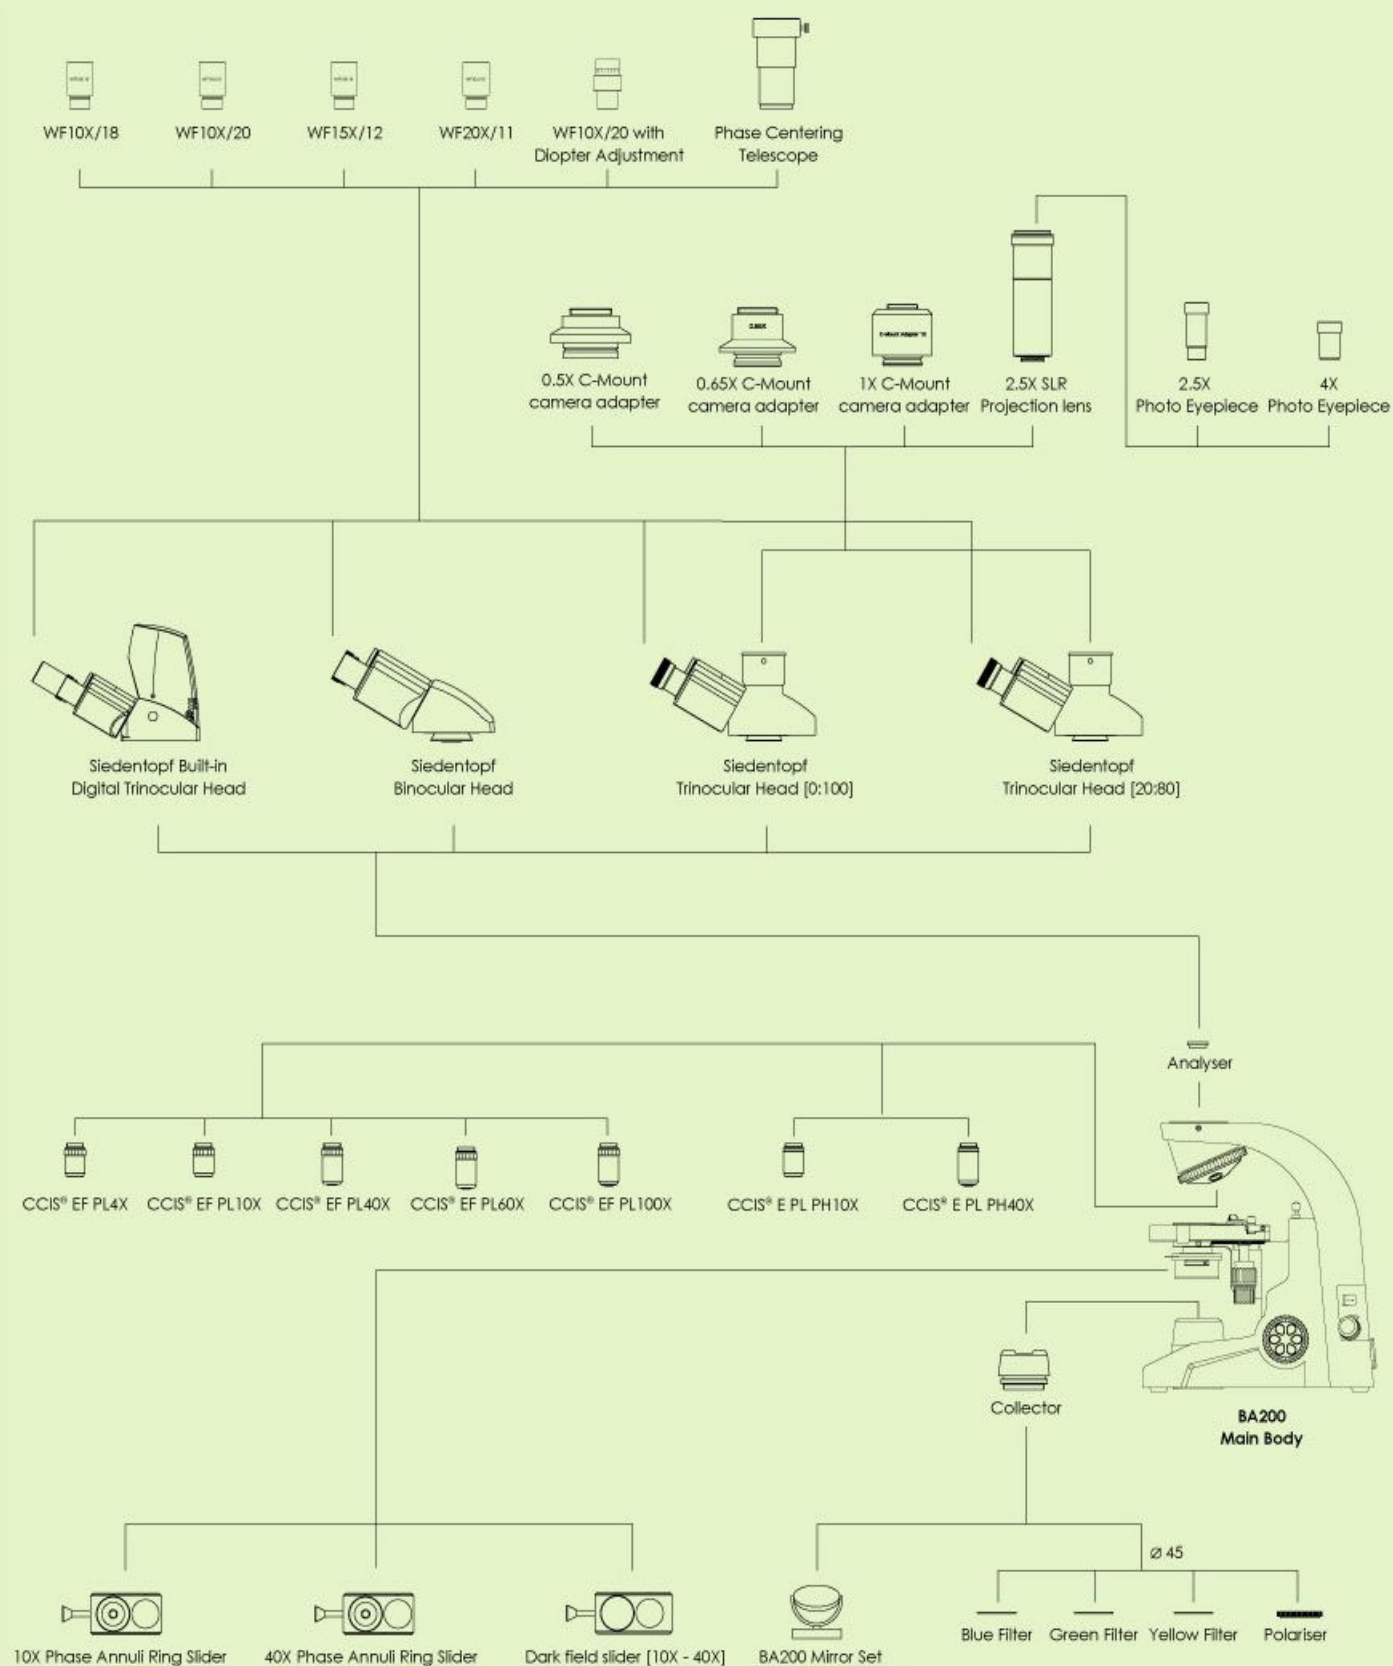 WF10X/18
WF10X/20
WF15X/12
WF20X/11
WF10X/20 with
Diopter Adjustment
Phase Centering
Telescope
0.5X C-Mount
camera adapter
0.65X C-Mount
camera adapter
1X C-Mount
camera adapter
2.5X SLR
Projection lens
2.5X
Photo Eyepiece
4X
Photo Eyepiece
Siedentopf Built-in
Digital Trinocular Head
Siedentopf
Binocular Head
Siedentopf
Trinocular Head [0:100]
Siedentopf
Trinocular Head [20:80]
Analyser
CCIS® EF PL4X
CCIS® EF PL10X
CCIS® EF PL40X
CCIS® EF PL60X
CCIS® EF PL100X
CCIS® E PL PH10X
CCIS® E PL PH40X
Collector
BA200
Main Body
Ø 45
10X Phase Annuli Ring Slider
40X Phase Annuli Ring Slider
Dark field slider [10X - 40X]
BA200 Mirror Set
Blue Filter
Green Filter
Yellow Filter
Polariser